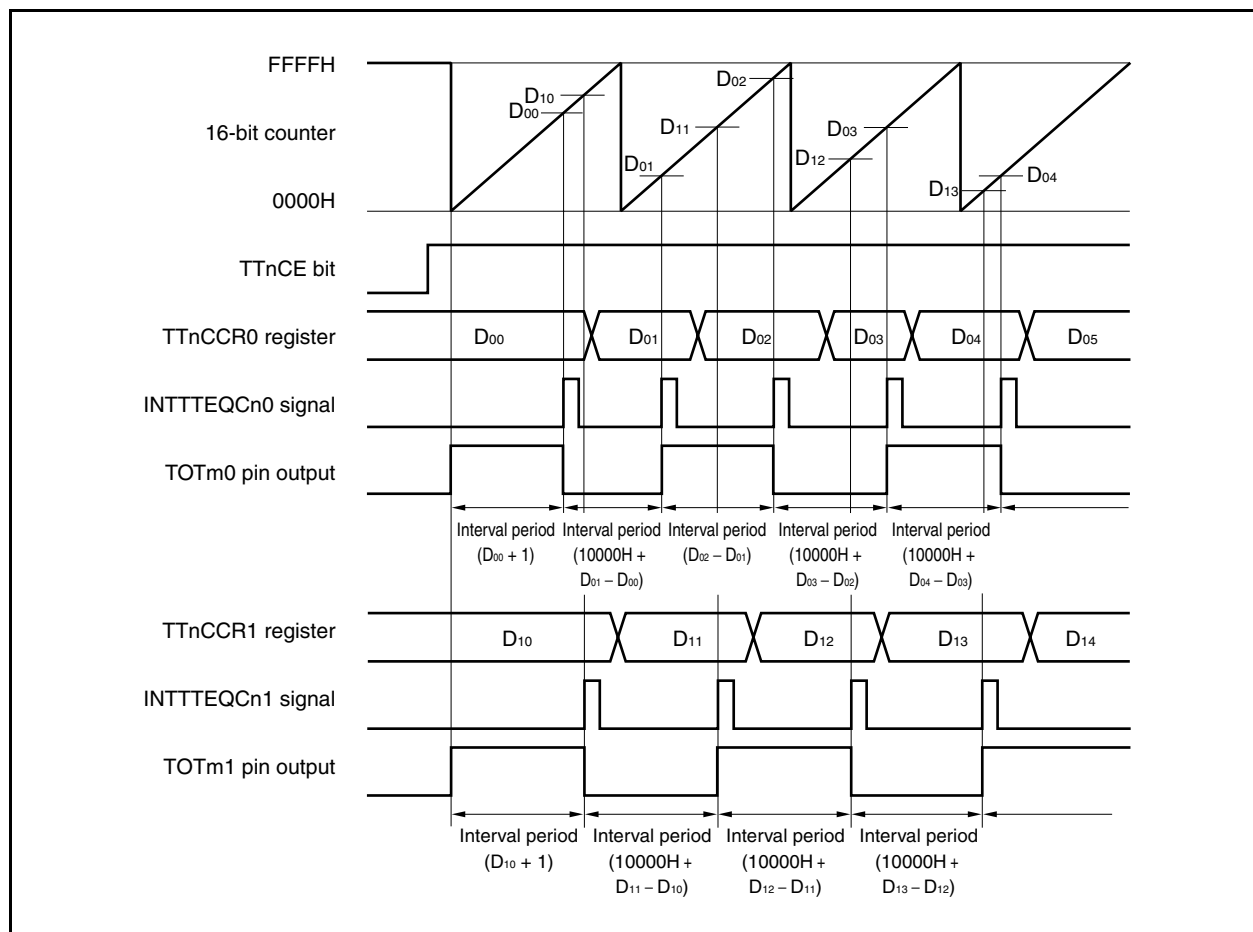 FFFFH
D10
D00
D02
16-bit counter
D11
D03
D01
D12
D13
D04
0000H
TTnCE bit
TTnCCR0 register
D00
D01
D02
D03
D04
D05
INTTTEQCn0 signal
TOTm0 pin output
Interval period
(D00 + 1)
Interval period
(10000H +
D01 – D00)
Interval period
(D02 – D01)
Interval period
(10000H +
D03 – D02)
Interval period
(10000H +
D04 – D03)
TTnCCR1 register
D10
D11
D12
D13
D14
INTTTEQCn1 signal
TOTm1 pin output
Interval period
(D10 + 1)
Interval period
(10000H +
D11 – D10)
Interval period
(10000H +
D12 – D11)
Interval period
(10000H +
D13 – D12)